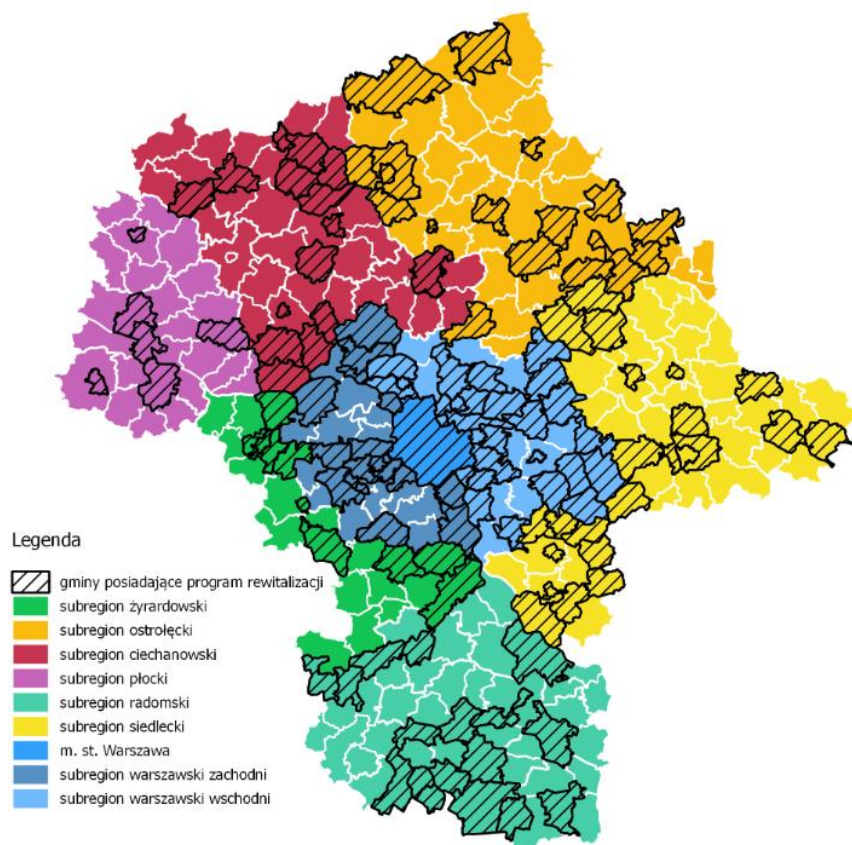 Legenda
gminy posiadające program rewitalizacji
subregion żyrardowski
subregion ostrołęcki
subregion ciechanowski
subregion płocki
subregion radomski
subregion siedlecki
m. st. Warszawa
subregion warszawski zachodni
subregion warszawski wschodni